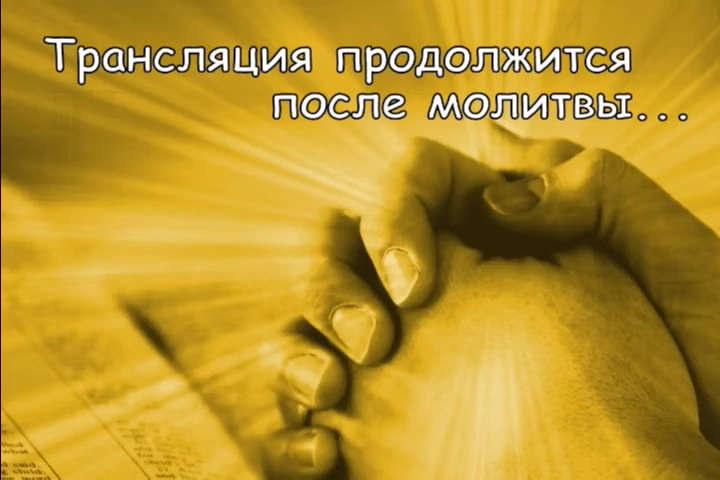 Трансляция продолжится
после молитвы...